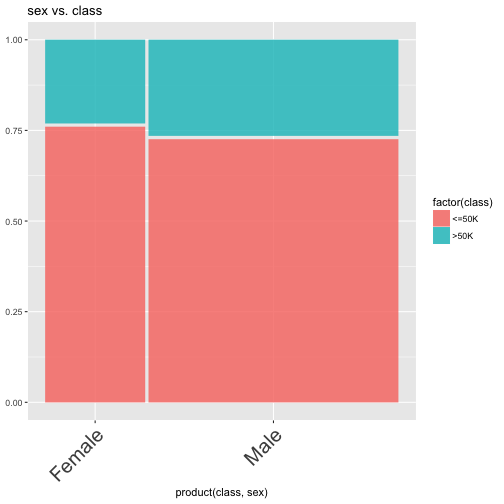 sex vs. class
1.00
0.75
0.50
0.25
0.00
Female
Male
product(class, sex)
factor(class)
<=50K
>50K